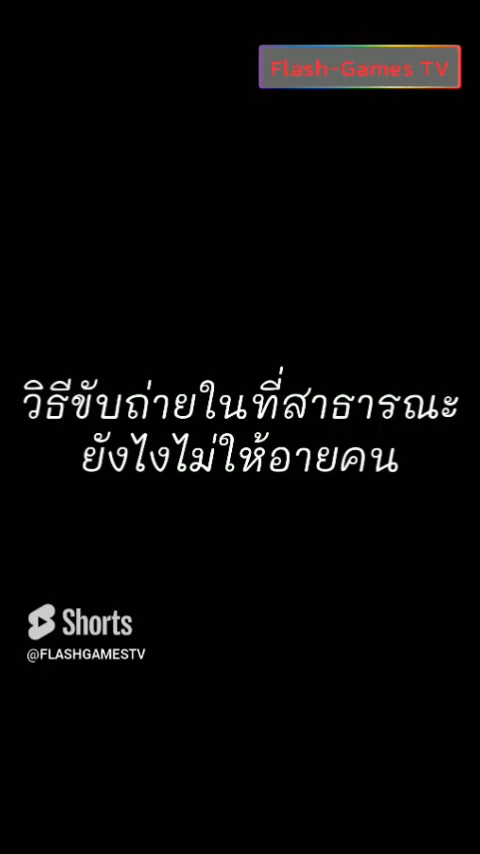 Flash-Games TV
วิธีขับถ่ายในที่สาธารณะ
ยังไงไม่ให้อายคน
Shorts
@FLASHGAMESTV